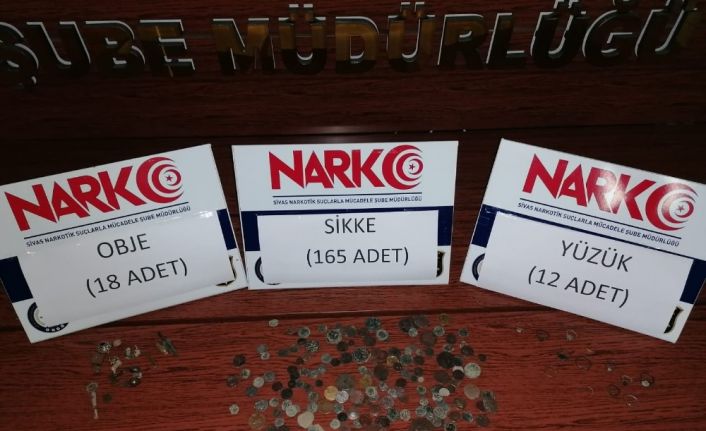 ŞUBE MÜDÜRLÜĞÜ
NARKO
SİVAS NARKOTİK SUÇLARLA MÜCADELE ŞUBE MÜDÜRLÜĞÜ
OBJE
(18 ADET)
NARKO
SİVAS NARKOTİK SUÇLARLA MÜCADELE ŞUBE MÜDÜRLÜĞÜ
SİKKE
(165 ADET)
NARKO
SİVAS NARKOTİK SUÇLARLA MÜCADELE ŞUBE MÜDÜRLÜĞÜ
YÜZÜK
(12 ADET)